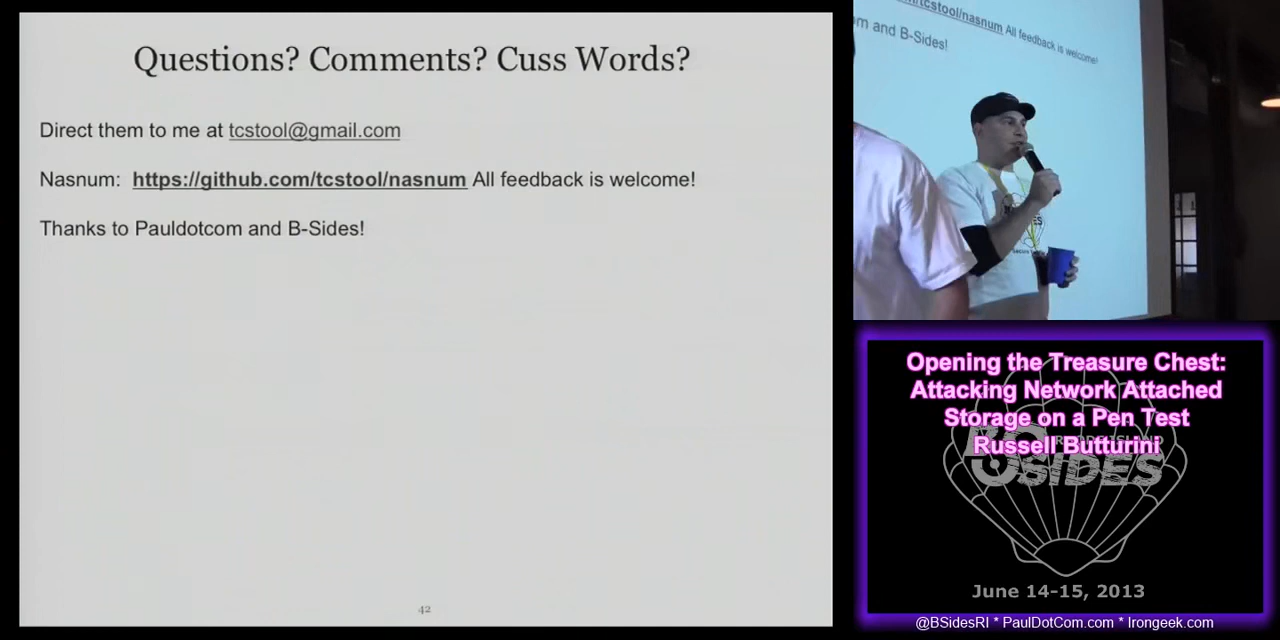 Questions? Comments? Cuss Words?
Direct them to me at tcstool@gmail.com
Nasnum: https://github.com/tcstool/nasnum All feedback is welcome!
Thanks to Pauldotcom and B-Sides!
42
/tcstool/nasnum All feedback is welcome!
om and B-Sides!
Opening the Treasure Chest:
Attacking Network Attached
Storage on a Pen Test
Russell Butturini
BSIDES
June 14-15, 2013
@BSidesRI * PaulDotCom.com * Irongeek.com